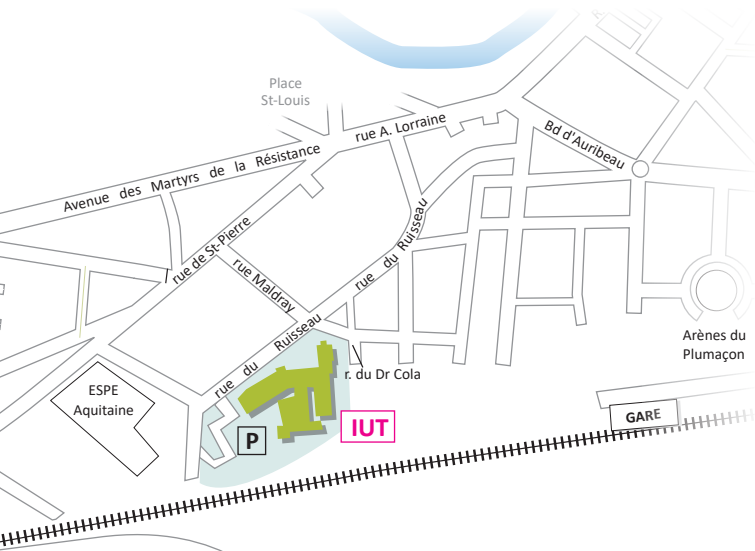 Place
St-Louis
rue A. Lorraine
Bd d'Auribeau
Avenue des Martyrs de la Résistance
rue de St-Pierre
rue Maldray
rue du Ruisseau
rue du Ruisseau
Arènes du
Plumaçon
r. du Dr Cola
ESPE
Aquitaine
GARE
IUT
P